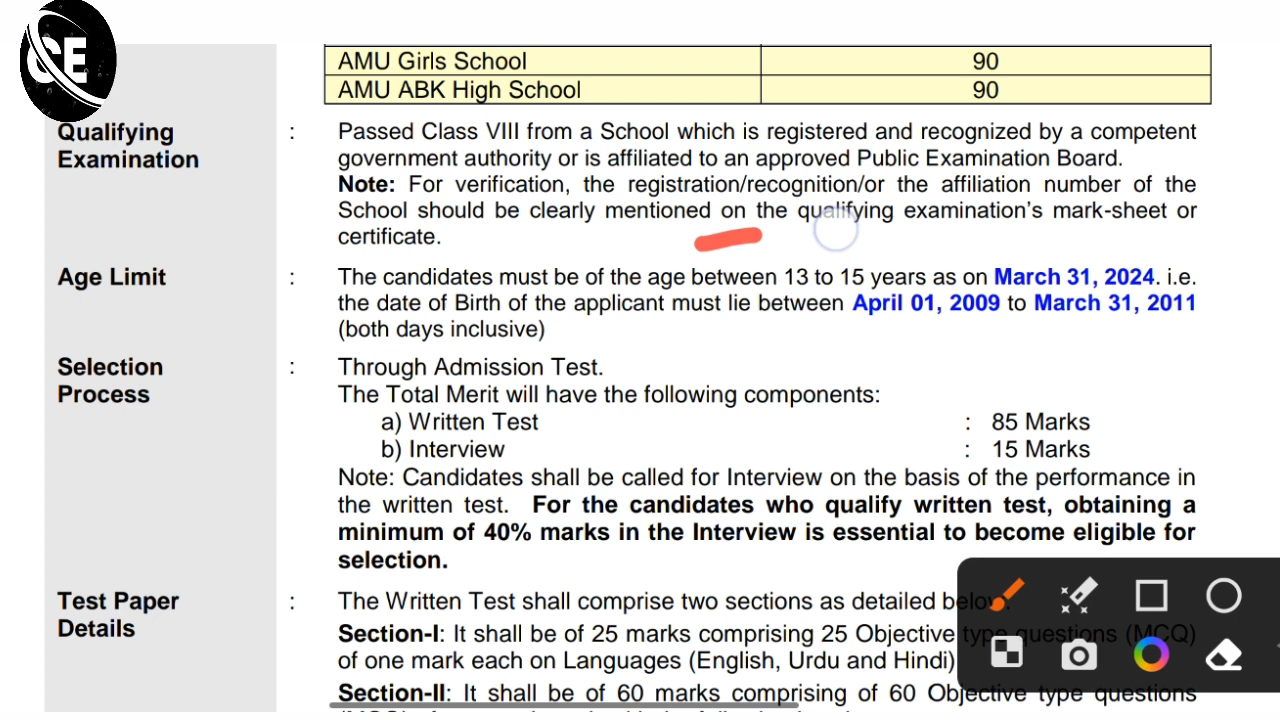 CE
AMU Girls School 90
AMU ABK High School 90
Qualifying Examination : Passed Class VIII from a School which is registered and recognized by a competent
government authority or is affiliated to an approved Public Examination Board.
Note: For verification, the registration/recognition/or the affiliation number of the
School should be clearly mentioned on the qualifying examination's mark-sheet or
certificate.
Age Limit : The candidates must be of the age between 13 to 15 years as on March 31, 2024. i.e.
the date of Birth of the applicant must lie between April 01, 2009 to March 31, 2011
(both days inclusive)
Selection Process : Through Admission Test.
The Total Merit will have the following components:
a) Written Test : 85 Marks
b) Interview : 15 Marks
Note: Candidates shall be called for Interview on the basis of the performance in
the written test. For the candidates who qualify written test, obtaining a
minimum of 40% marks in the Interview is essential to become eligible for
selection.
Test Paper Details : The Written Test shall comprise two sections as detailed below:
Section-I: It shall be of 25 marks comprising 25 Objective type questions (MCQ)
of one mark each on Languages (English, Urdu and Hindi)
Section-II: It shall be of 60 marks comprising of 60 Objective type questions